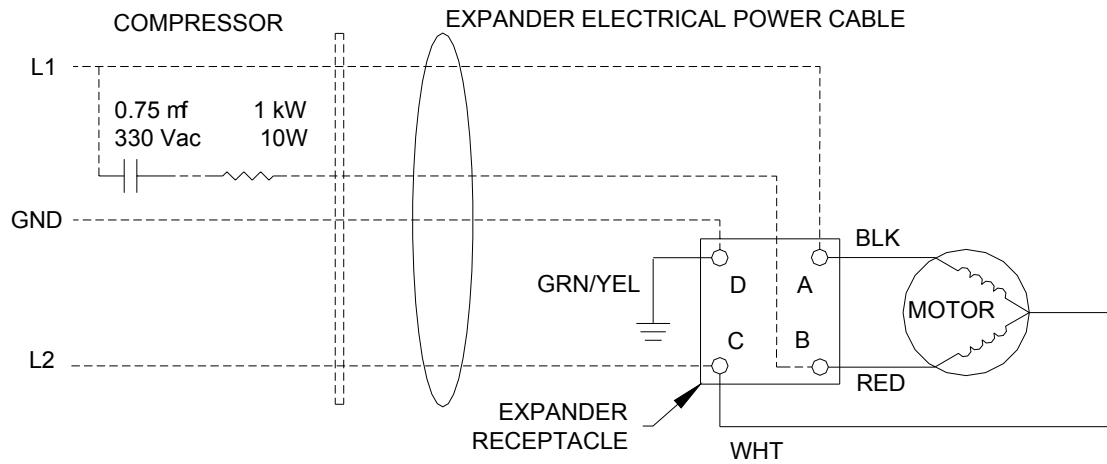 COMPRESSOR
EXPANDER ELECTRICAL POWER CABLE
L1
0.75 mf 1 kW
330 Vac 10W
GND
BLK
GRN/YEL
D A
MOTOR
C B
L2
RED
EXPANDER
RECEPTACLE
WHT